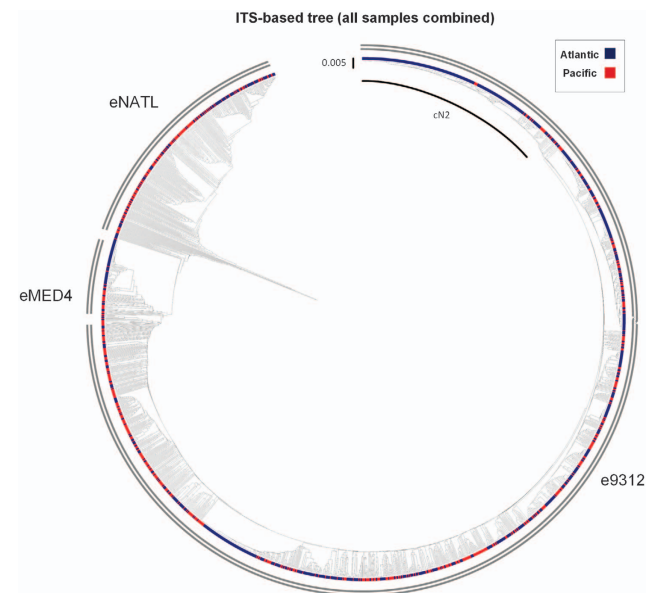 ITS-based tree (all samples combined)
0.005
Atlantic
Pacific
cN2
eNATL
eMED4
e9312